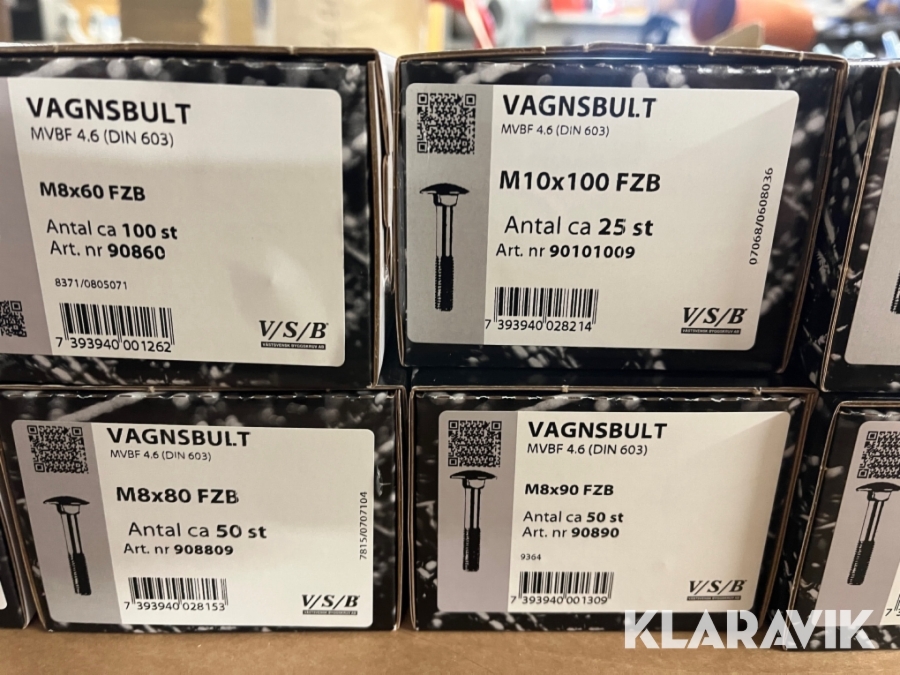 VAGNSBULT
MVBF 4.6 (DIN 603)
M8x60 FZB
Antal ca 100 st
Art. nr 90860
8371/0805071
7 393940 001262
V/S/B
VAGNSBULT
MVBF 4.6 (DIN 603)
M10x100 FZB
Antal ca 25 st
Art. nr 90101009
07068/0608036
7 393940 028214
V/S/B
VAGNSBULT
MVBF 4.6 (DIN 603)
M8x80 FZB
Antal ca 50 st
Art. nr 908809
7815/0707104
7 393940 028153
V/S/B
VAGNSBULT
MVBF 4.6 (DIN 603)
M8x90 FZB
Antal ca 50 st
Art. nr 90890
9364
7 393940 001309
V/S/B
KLARAVIK